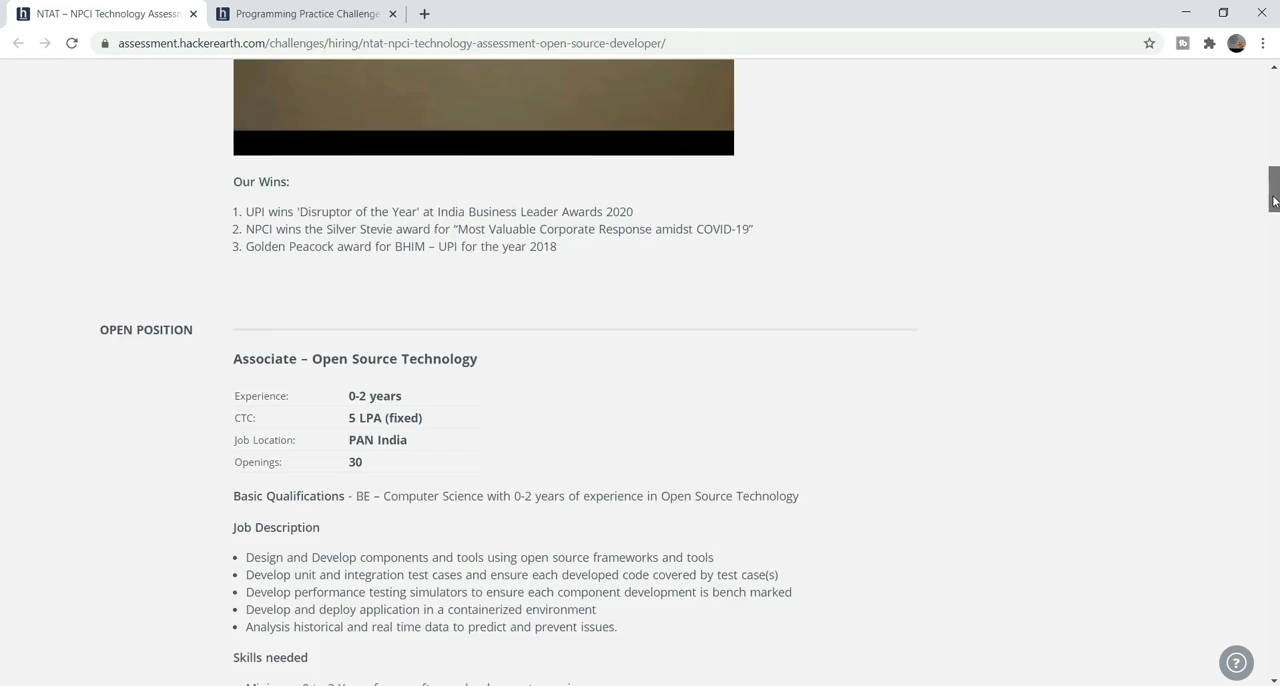 NTAT – NPCI Technology Assessm
Programming Practice Challenge
assessment.hackerearth.com/challenges/hiring/ntat-npci-technology-assessment-open-source-developer/
Our Wins:
1. UPI wins 'Disruptor of the Year' at India Business Leader Awards 2020
2. NPCI wins the Silver Stevie award for “Most Valuable Corporate Response amidst COVID-19”
3. Golden Peacock award for BHIM – UPI for the year 2018
OPEN POSITION
Associate – Open Source Technology
Experience: 0-2 years
CTC: 5 LPA (fixed)
Job Location: PAN India
Openings: 30
Basic Qualifications - BE – Computer Science with 0-2 years of experience in Open Source Technology
Job Description
• Design and Develop components and tools using open source frameworks and tools
• Develop unit and integration test cases and ensure each developed code covered by test case(s)
• Develop performance testing simulators to ensure each component development is bench marked
• Develop and deploy application in a containerized environment
• Analysis historical and real time data to predict and prevent issues.
Skills needed